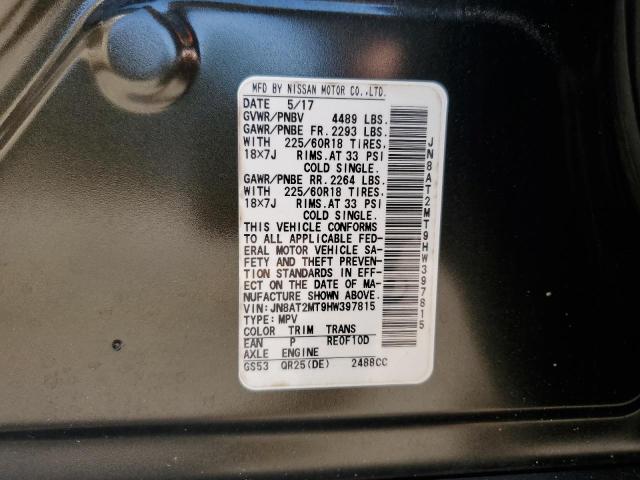 MFD BY NISSAN MOTOR CO.,LTD.
DATE 5/17
GVWR/PNBV 4489 LBS.
GAWR/PNBE FR. 2293 LBS.
WITH 225/60R18 TIRES,
18X7J RIMS.AT 33 PSI
COLD SINGLE.
GAWR/PNBE RR. 2264 LBS.
WITH 225/60R18 TIRES,
18X7J RIMS.AT 33 PSI
COLD SINGLE.
THIS VEHICLE CONFORMS
TO ALL APPLICABLE FED-
ERAL MOTOR VEHICLE SA-
FETY AND THEFT PREVEN-
TION STANDARDS IN EFF-
ECT ON THE DATE OF MA-
NUFACTURE SHOWN ABOVE.
VIN: JN8AT2MT9HW397815
TYPE: MPV
COLOR TRIM TRANS
EAN P RE0F10D
AXLE ENGINE
GS53 QR25(DE) 2488CC
JN8AT2MT9HW397815